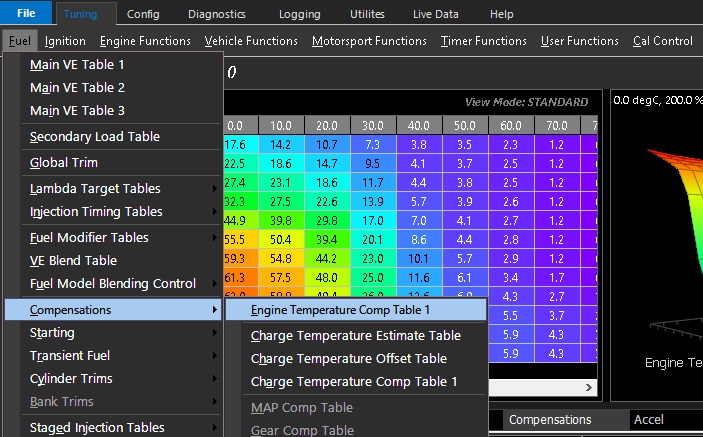 File Tuning Config Diagnostics Logging Utilites Live Data Help
Fuel Ignition Engine Functions Vehicle Functions Motorsport Functions Timer Functions User Functions Cal Control
Main VE Table 1
Main VE Table 2
Main VE Table 3
Secondary Load Table
Global Trim
Lambda Target Tables
Injection Timing Tables
Fuel Modifier Tables
VE Blend Table
Fuel Model Blending Control
Compensations
Starting
Transient Fuel
Cylinder Trims
Bank Trims
Staged Injection Tables
Engine Temperature Comp Table 1
Charge Temperature Estimate Table
Charge Temperature Offset Table
Charge Temperature Comp Table 1
MAP Comp Table
Gear Comp Table
0
View Mode: STANDARD
0.0 10.0 20.0 30.0 40.0 50.0 60.0 70.0 7
17.6 14.2 10.7 7.3 3.8 3.5 2.3 1.2
22.5 18.6 14.7 9.5 4.1 3.7 2.5 1.2
27.4 23.1 18.6 11.7 4.4 3.8 2.5 1.2
32.3 27.5 22.6 13.9 5.7 3.9 2.6 1.2
44.9 39.8 29.8 17.0 7.0 4.1 2.7 1.2
55.5 50.4 39.4 20.1 8.6 4.4 2.8 1.2
59.3 54.8 44.2 23.0 10.1 5.7 2.9 1.2
61.3 57.5 48.0 25.0 11.6 6.1 3.4 1.7
4.3 2.7
5.5 3.7
5.9 4.3
5.9 4.3
0.0 degC, 200.0 %
Engine Te
Compensations Accel